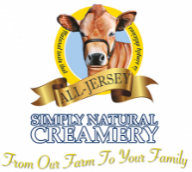 ALL-JERSEY
SIMPLY NATURAL
CREAMERY
From Our Farm To Your Family